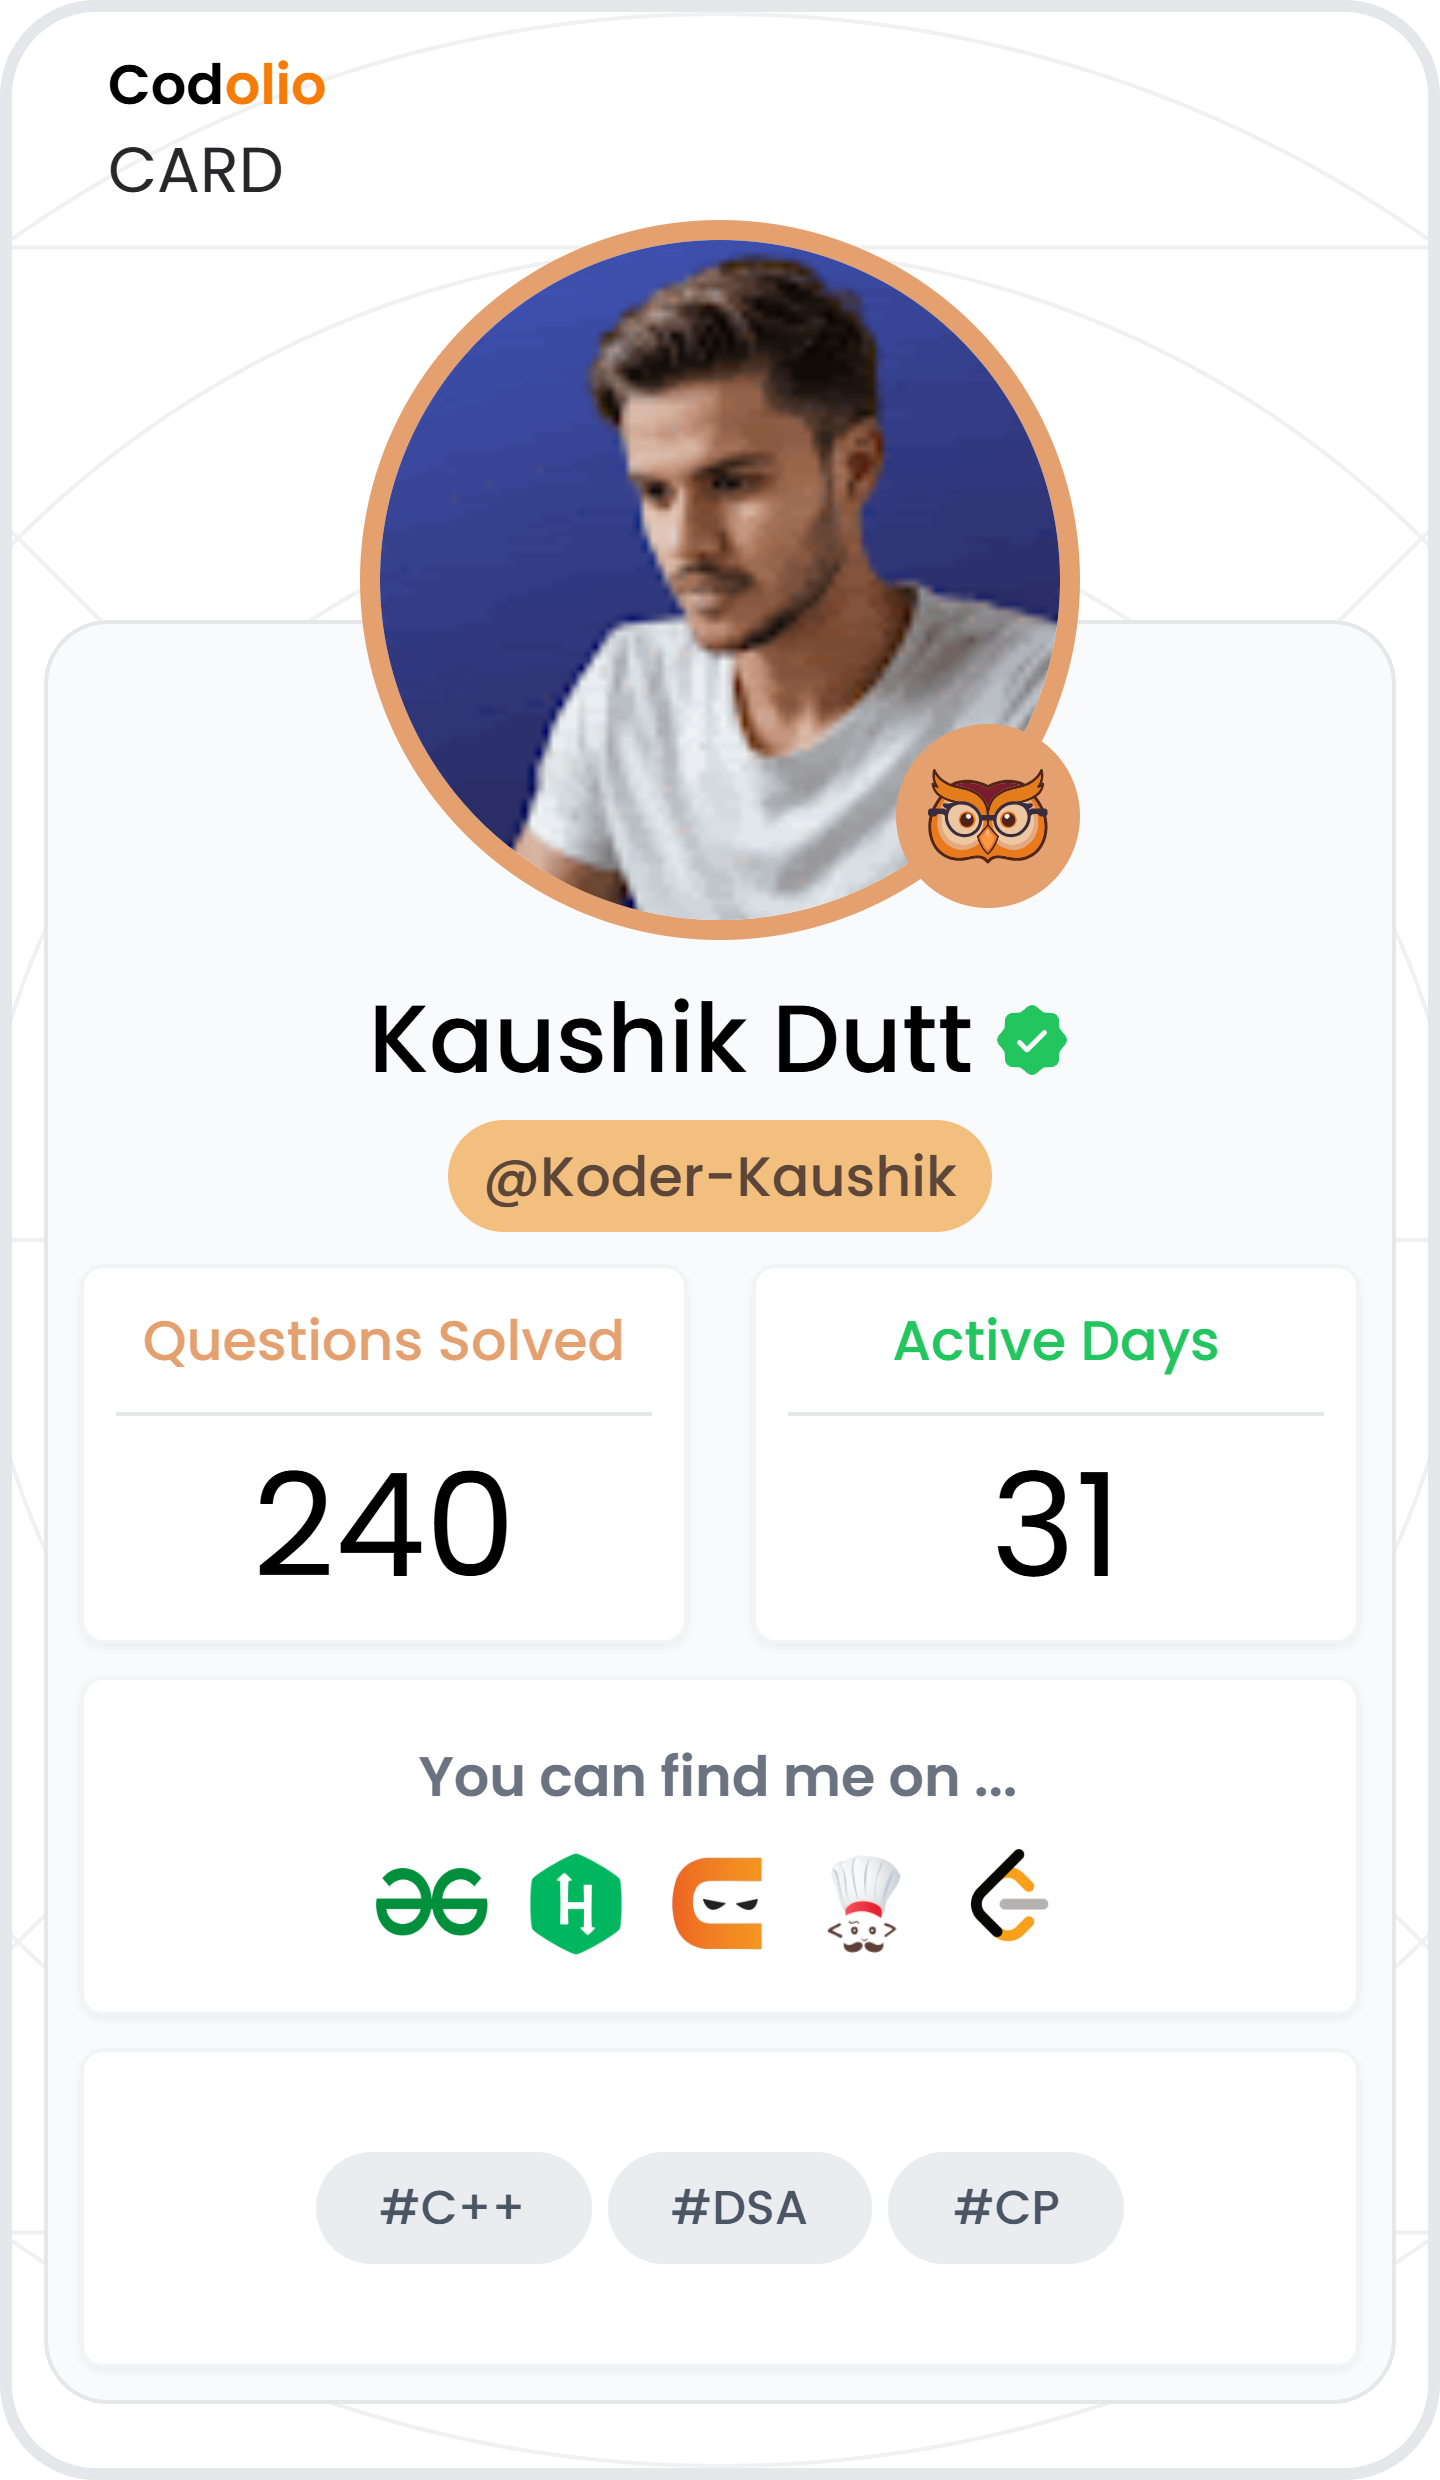 Codolio
CARD
Kaushik Dutt
@Koder-Kaushik
Questions Solved
Active Days
240
31
You can find me on ...
#C++ #DSA #CP